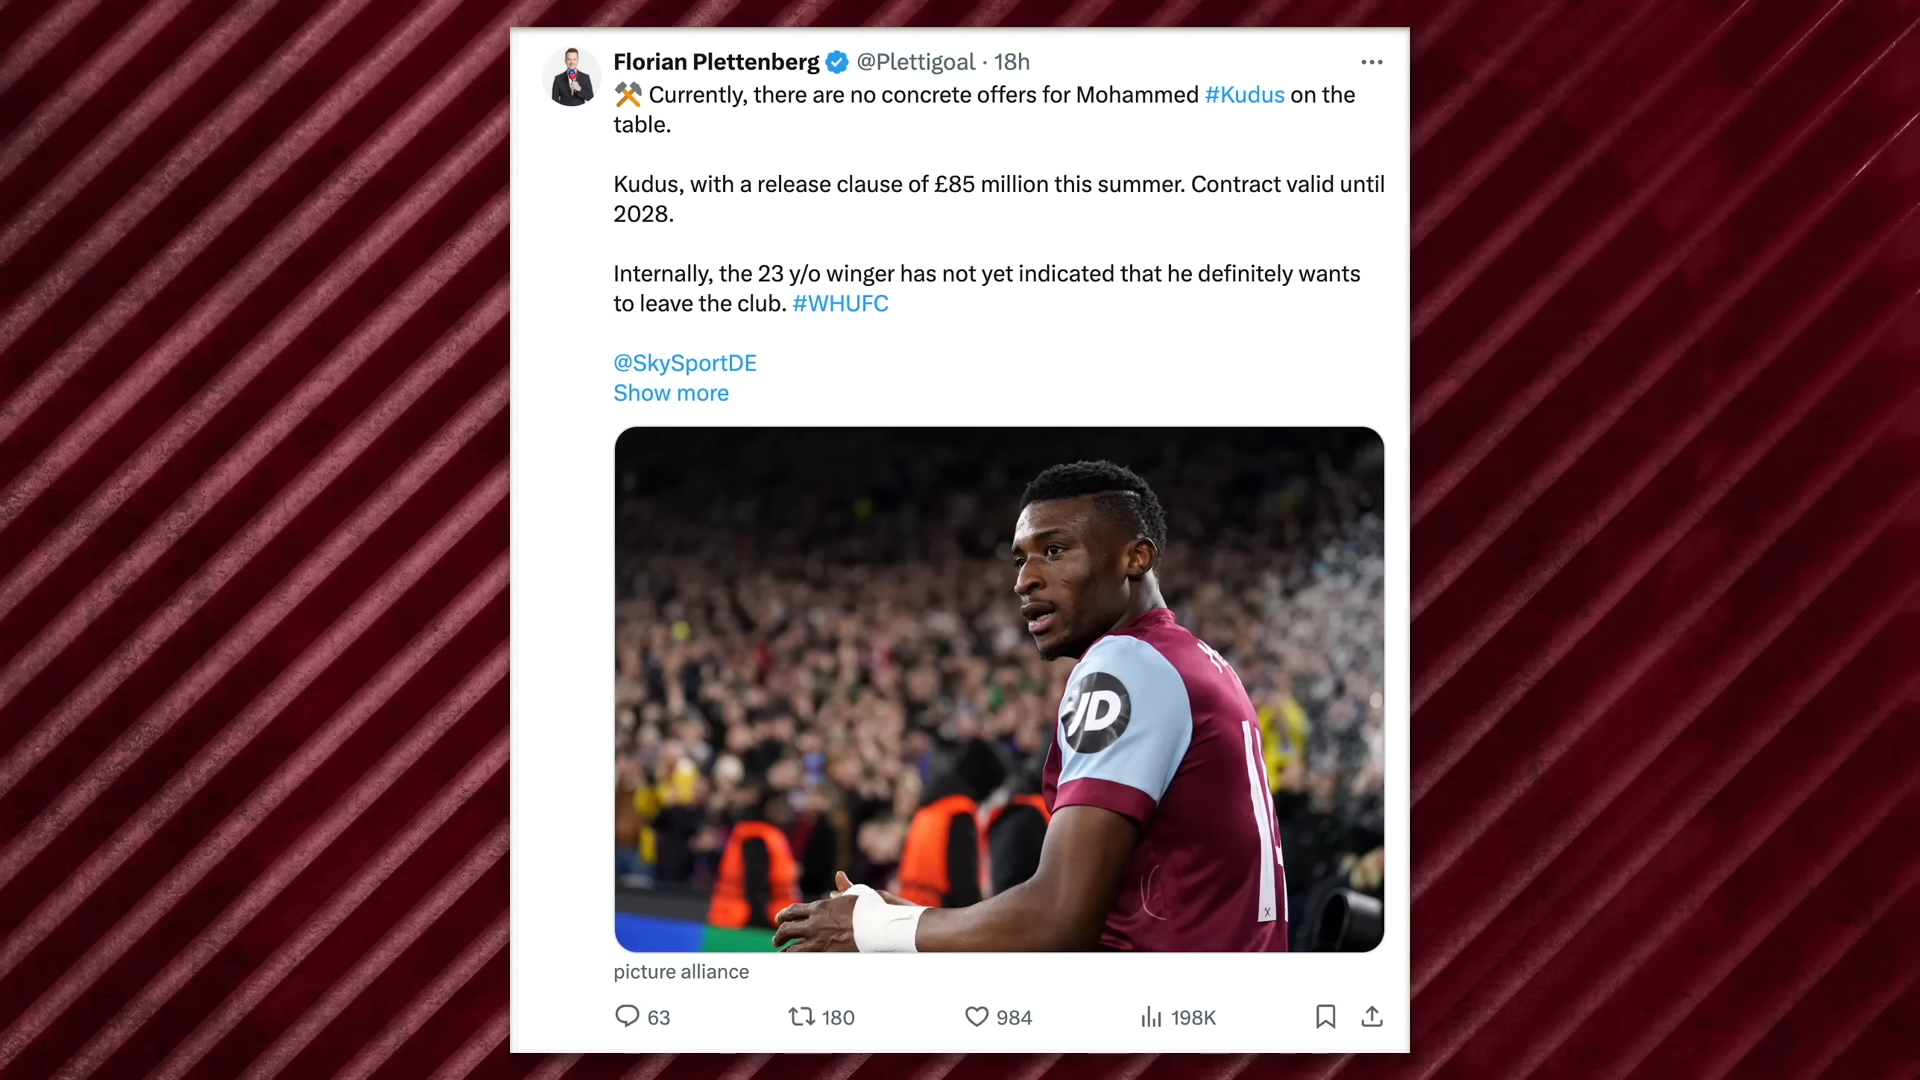 Florian Plettenberg @Plettigoal · 18h
⚒️ Currently, there are no concrete offers for Mohammed #Kudus on the
table.
Kudus, with a release clause of £85 million this summer. Contract valid until
2028.
Internally, the 23 y/o winger has not yet indicated that he definitely wants
to leave the club. #WHUFC
@SkySportDE
Show more
JD
picture alliance
63 180 984 198K